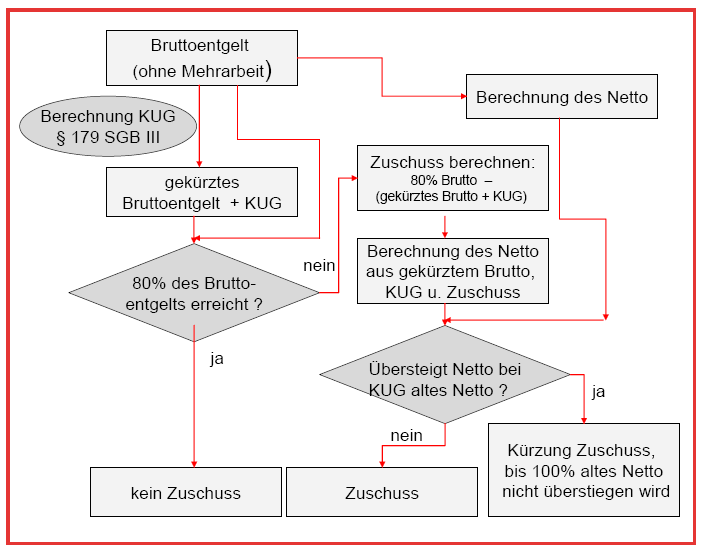 Bruttoentgelt
(ohne Mehrarbeit)
Berechnung des Netto
Berechnung KUG
§ 179 SGB III
gekürztes
Bruttoentgelt + KUG
Zuschuss berechnen:
80% Brutto –
(gekürztes Brutto + KUG)
nein
80% des Brutto-
entgelts erreicht ?
Berechnung des Netto
aus gekürztem Brutto,
KUG u. Zuschuss
ja
Übersteigt Netto bei
KUG altes Netto ?
ja
nein
kein Zuschuss
Zuschuss
Kürzung Zuschuss,
bis 100% altes Netto
nicht überstiegen wird